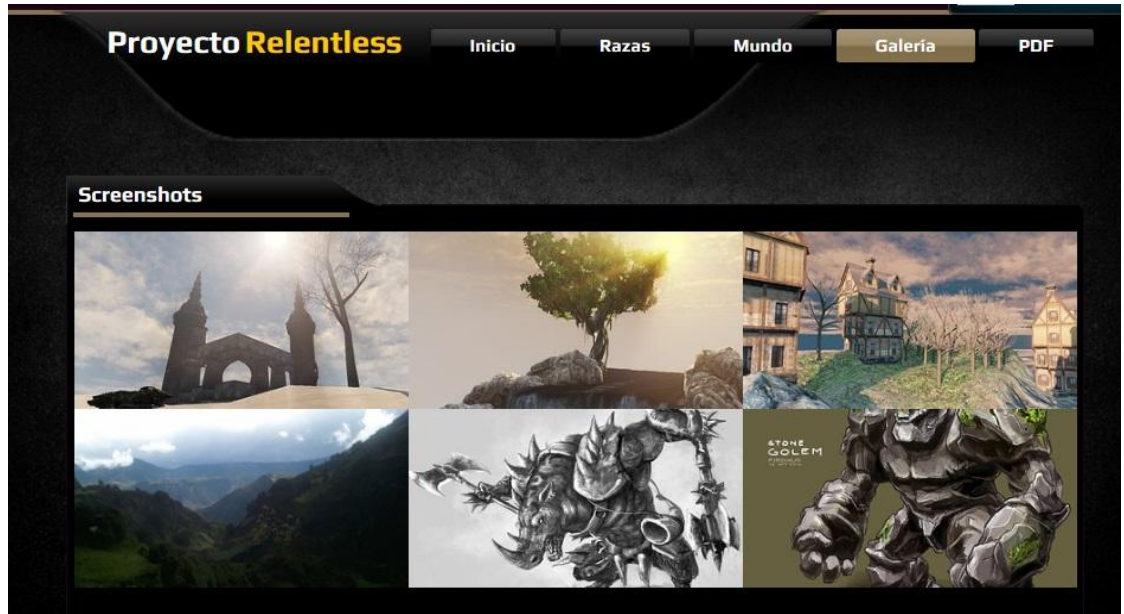 Proyecto Relentless
Inicio
Razas
Mundo
Galería
PDF
Screenshots
STONE
GOLEM